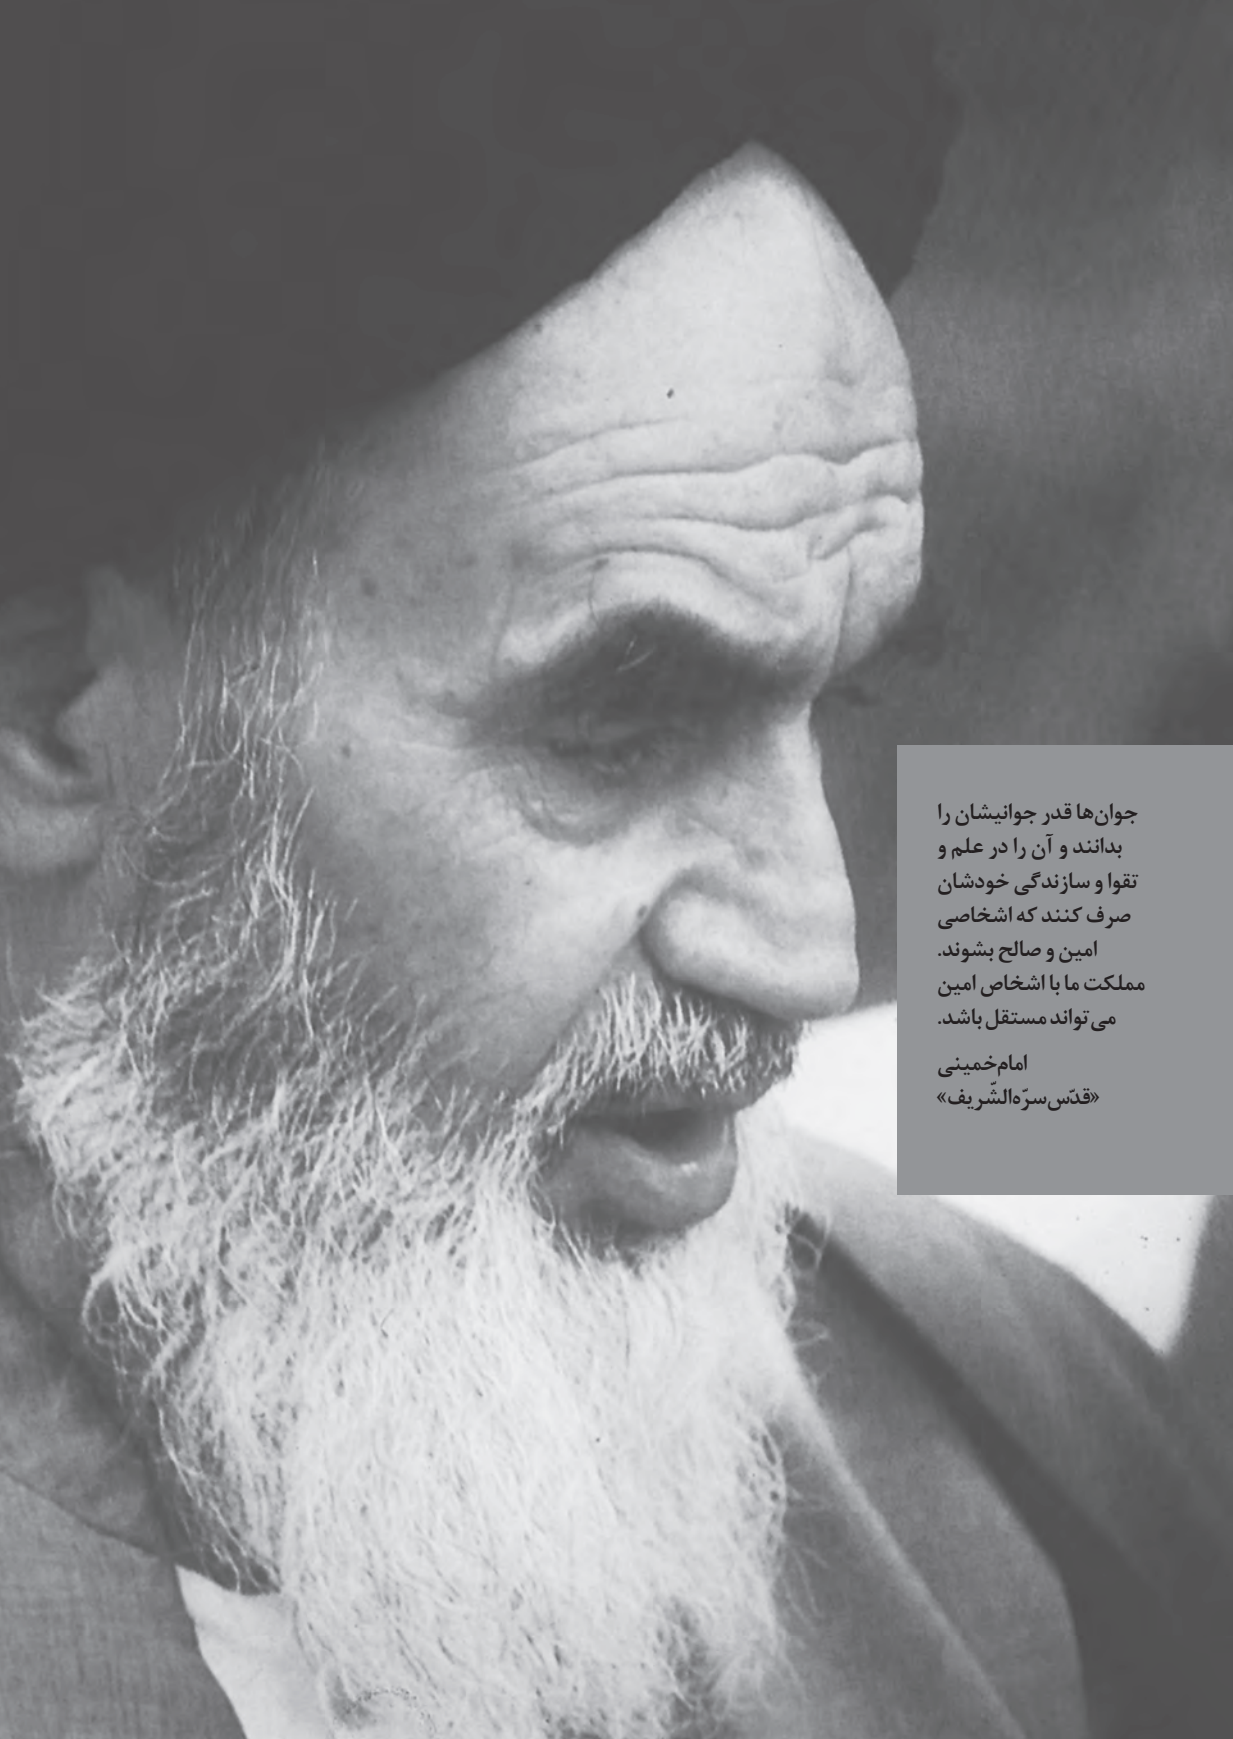 جوان‌ها قدر جوانیشان را
بدانند و آن را در علم و
تقوا و سازندگی خودشان
صرف کنند که اشخاصی
امین و صالح بشوند.
مملکت ما با اشخاص امین
می‌تواند مستقل باشد.
امام‌خمینی
«قدّس‌سرّه‌الشّریف»